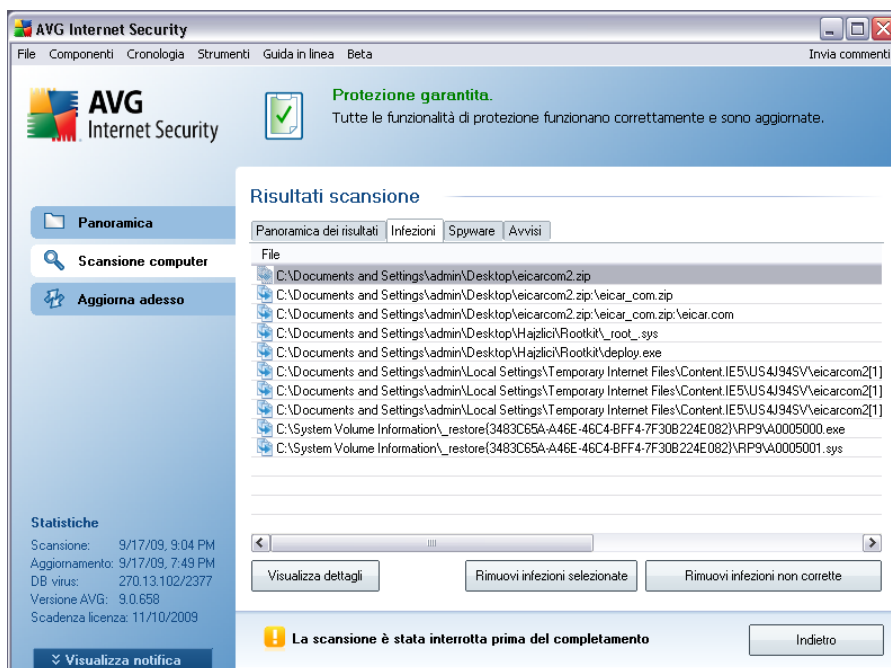 AVG Internet Security
File Componenti Cronologia Strumenti Guida in linea Beta Invia commenti
AVG
Internet Security
Protezione garantita.
Tutte le funzionalità di protezione funzionano correttamente e sono aggiornate.
Panoramica
Scansione computer
Aggiorna adesso
Risultati scansione
Panoramica dei risultati Infezioni Spyware Avvisi
File
C:\Documents and Settings\admin\Desktop\eicarcom2.zip
C:\Documents and Settings\admin\Desktop\eicarcom2.zip:\eicar_com.zip
C:\Documents and Settings\admin\Desktop\eicarcom2.zip:\eicar_com.zip:\eicar.com
C:\Documents and Settings\admin\Desktop\Hajzlici\Rootkit\_root_.sys
C:\Documents and Settings\admin\Desktop\Hajzlici\Rootkit\deploy.exe
C:\Documents and Settings\admin\Local Settings\Temporary Internet Files\Content.IE5\US4J94SV\eicarcom2[1]
C:\Documents and Settings\admin\Local Settings\Temporary Internet Files\Content.IE5\US4J94SV\eicarcom2[1]
C:\Documents and Settings\admin\Local Settings\Temporary Internet Files\Content.IE5\US4J94SV\eicarcom2[1]
C:\System Volume Information\_restore{3483C65A-A46E-46C4-BFF4-7F30B224E082}\RP9\A0005000.exe
C:\System Volume Information\_restore{3483C65A-A46E-46C4-BFF4-7F30B224E082}\RP9\A0005001.sys
Visualizza dettagli Rimuovi infezioni selezionate Rimuovi infezioni non corrette
Statistiche
Scansione: 9/17/09, 9:04 PM
Aggiornamento: 9/17/09, 7:49 PM
DB virus: 270.13.102/2377
Versione AVG: 9.0.658
Scadenza licenza: 11/10/2009
Visualizza notifica
La scansione è stata interrotta prima del completamento
Indietro